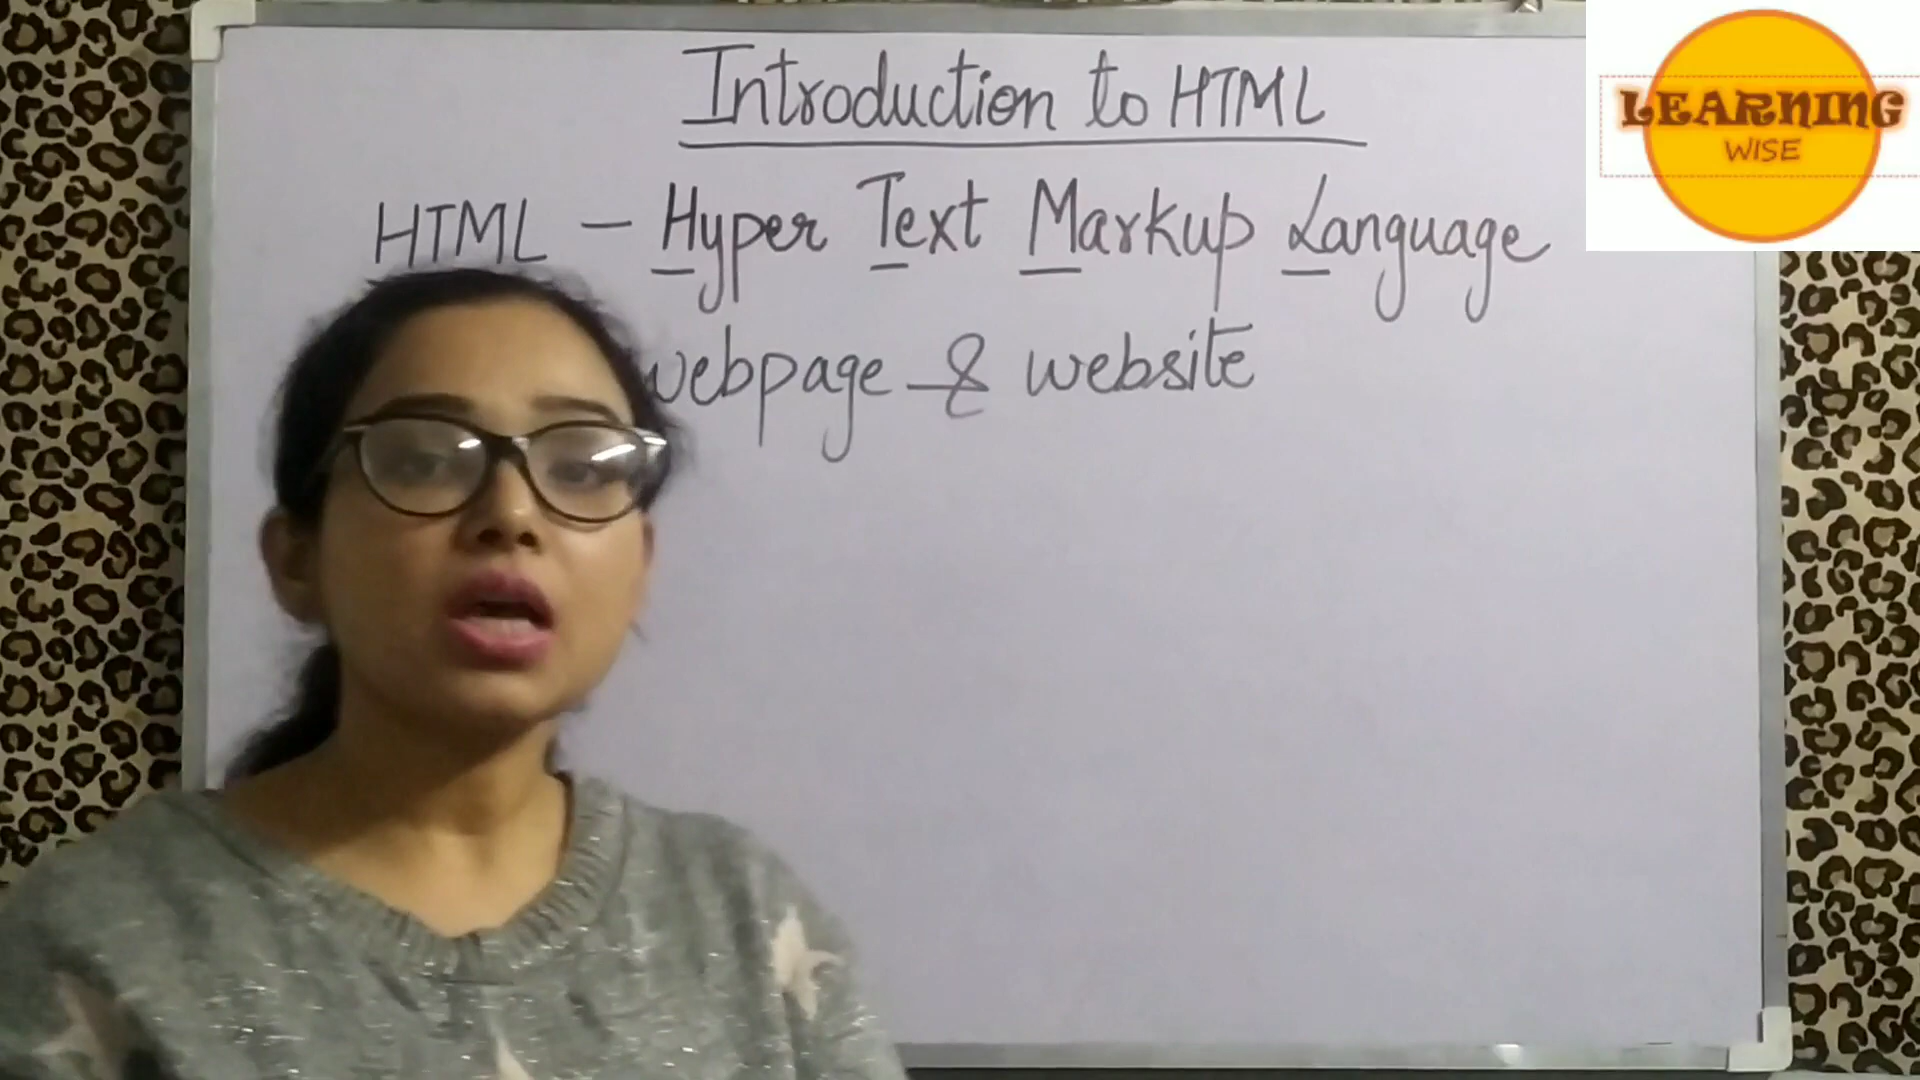 Introduction to HTML
HTML – Hyper Text Markup Language
webpage & website
LEARNING
WISE